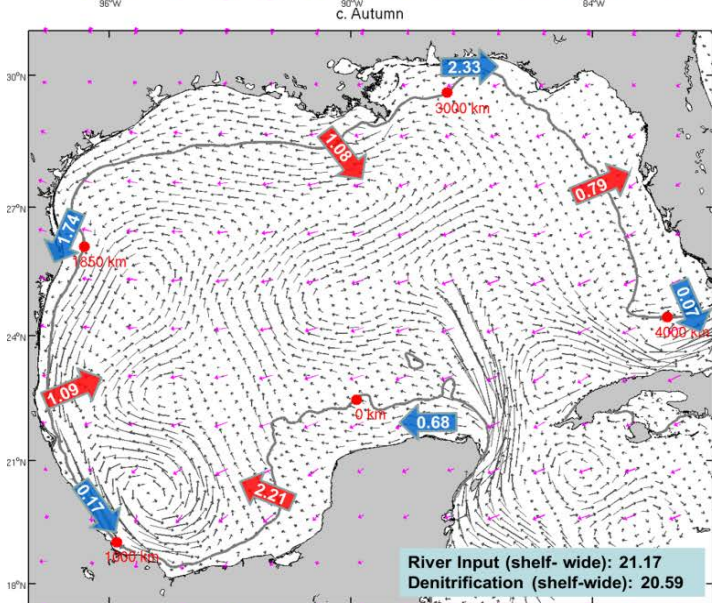 96°W 90°W 84°W
c. Autumn
30°N
2.33
3000 km
1.08
0.79
27°N
1.74
1850 km
0.07
24°N
4000 km
1.09
0 km
0.68
21°N
2.21
0.17
1000 km
River Input (shelf- wide): 21.17
Denitrification (shelf-wide): 20.59
18°N